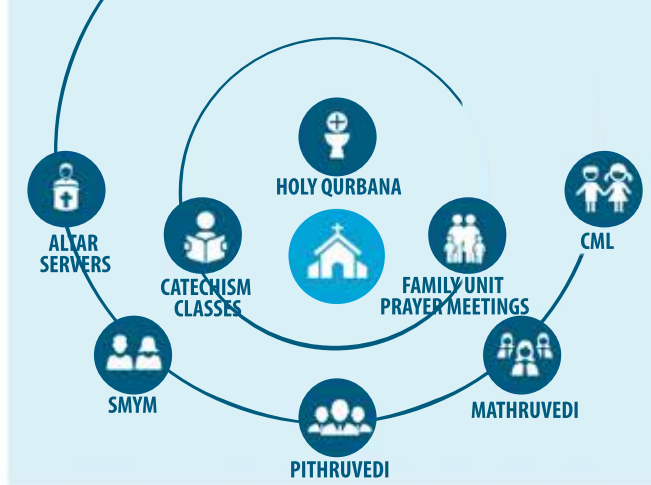 HOLY QURBANA
ALTAR
SERVERS
CATECHISM
CLASSES
FAMILY UNIT
PRAYER MEETINGS
CML
SMYM
MATHRUVEDI
PITHRUVEDI